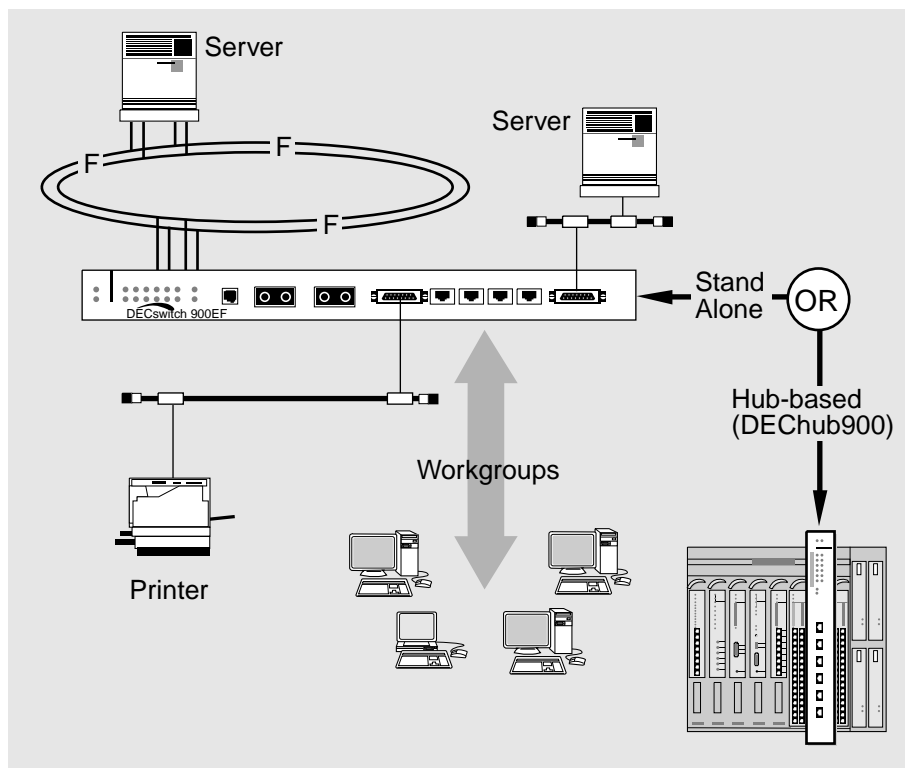 Server
Server
F
F
F
DECswitch 900EF
Stand
Alone
OR
Hub-based
(DEChub900)
Workgroups
Printer